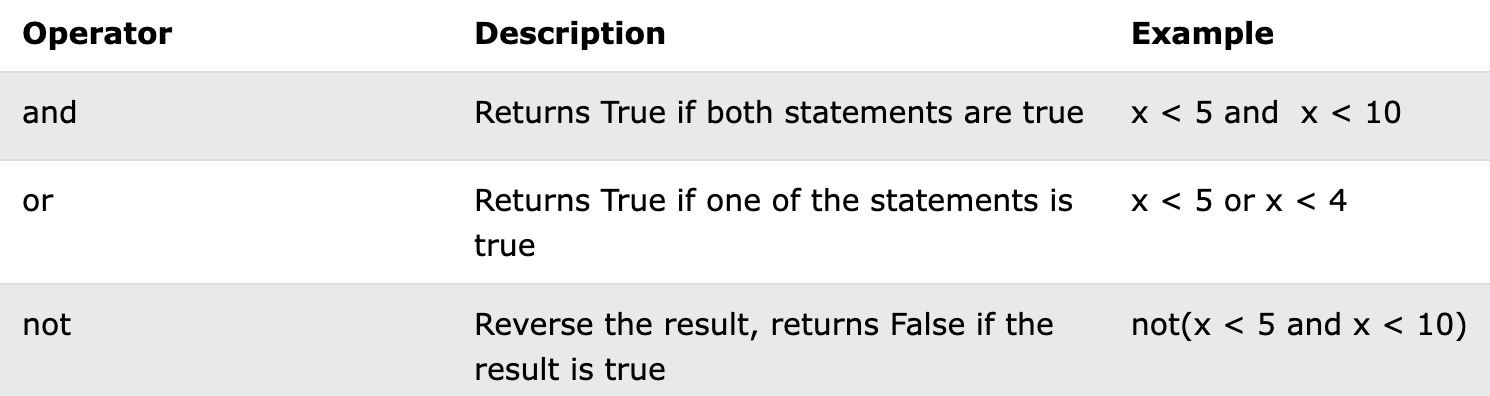 Operator Description Example
and Returns True if both statements are true x < 5 and  x < 10
or Returns True if one of the statements is x < 5 or x < 4
true
not Reverse the result, returns False if the not(x < 5 and x < 10)
result is true